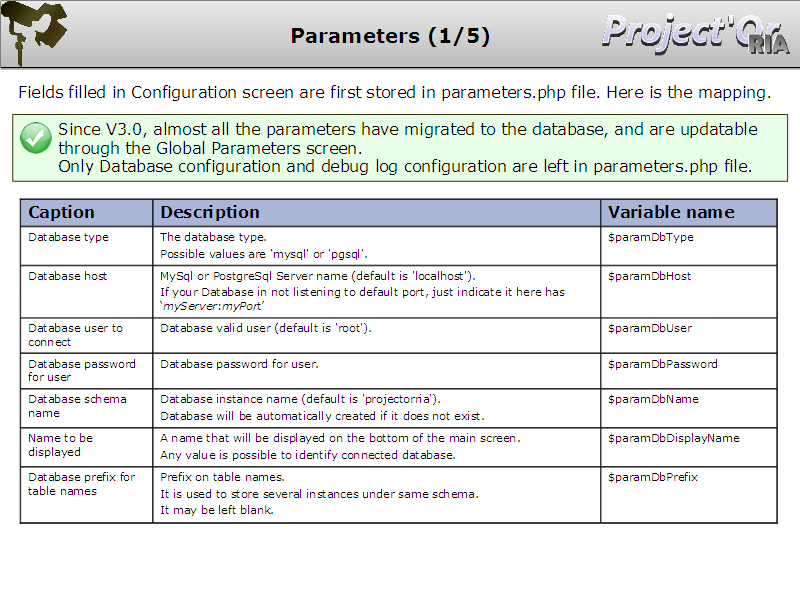 Parameters (1/5)
Project'Or
RIA
Fields filled in Configuration screen are first stored in parameters.php file. Here is the mapping.
Since V3.0, almost all the parameters have migrated to the database, and are updatable
through the Global Parameters screen.
Only Database configuration and debug log configuration are left in parameters.php file.
Caption Description Variable name
Database type The database type. $paramDbType
Possible values are 'mysql' or 'pgsql'.
Database host MySql or PostgreSql Server name (default is 'localhost'). $paramDbHost
If your Database in not listening to default port, just indicate it here has
‘myServer:myPort’
Database user to Database valid user (default is 'root'). $paramDbUser
connect
Database password Database password for user. $paramDbPassword
for user
Database schema Database instance name (default is 'projectorria'). $paramDbName
name Database will be automatically created if it does not exist.
Name to be A name that will be displayed on the bottom of the main screen. $paramDbDisplayName
displayed Any value is possible to identify connected database.
Database prefix for Prefix on table names. $paramDbPrefix
table names It is used to store several instances under same schema.
It may be left blank.